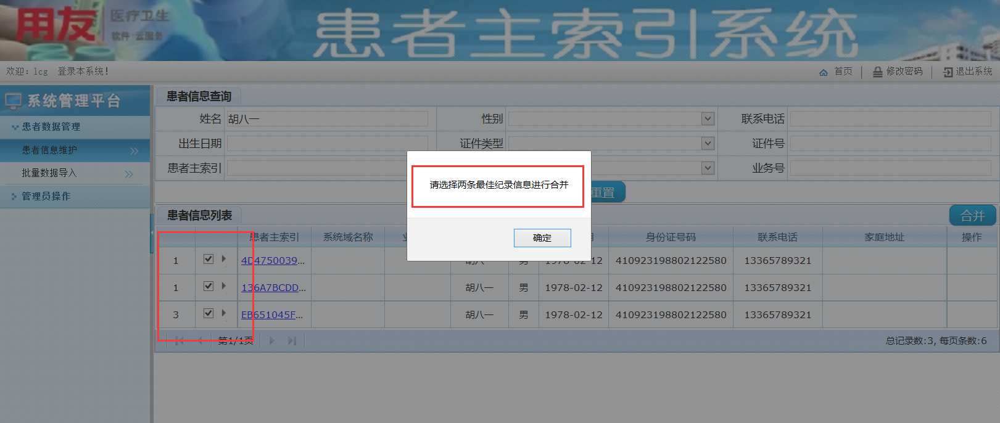 用友 医疗卫生
软件·云服务
患者主索引系统
欢迎：lcg 登录本系统！
首页 修改密码 退出系统
系统管理平台
患者数据管理
患者信息维护
批量数据导入
管理员操作
患者信息查询
姓名 胡八一 性别 联系电话
出生日期 证件类型 证件号
患者主索引 业务号
重置
请选择两条最佳纪录信息进行合并
确定
患者信息列表 合并
患者主索引 系统域名称 身份证号码 联系电话 家庭地址 操作
1 4D4750039... 胡八一 男 1978-02-12 410923198802122580 13365789321
1 136A7BCDD... 胡八一 男 1978-02-12 410923198802122580 13365789321
3 EB651045F... 胡八一 男 1978-02-12 410923198802122580 13365789321
第1/1页 总记录数:3, 每页条数:6